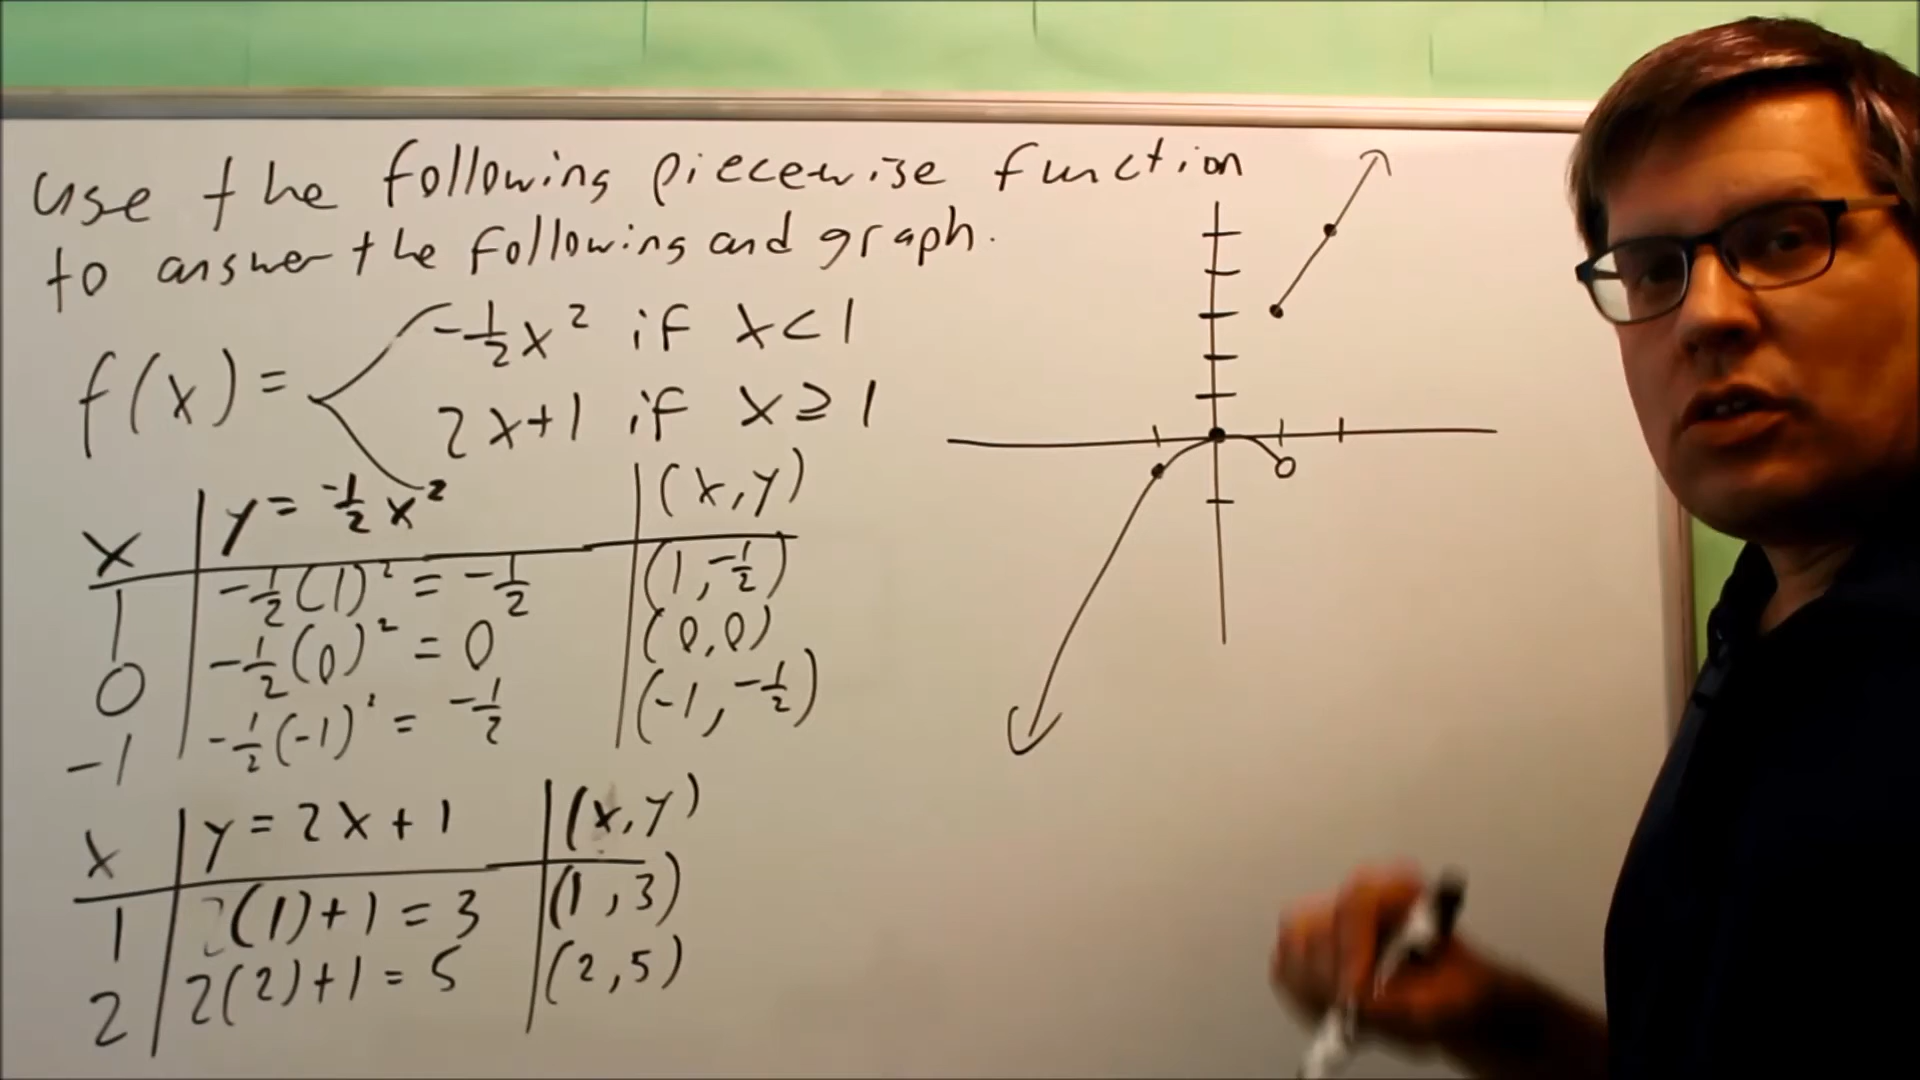 Use the following piecewise function
to answer the following and graph.
-1/2x² if x<1
f(x)=
2x+1 if x≥1
x | y=-1/2x² | (x,y)
1 | -1/2(1)²=-1/2 | (1,-1/2)
0 | -1/2(0)²=0 | (0,0)
-1 | -1/2(-1)²=-1/2 | (-1,-1/2)
x | y=2x+1 | (x,y)
1 | 2(1)+1=3 | (1,3)
2 | 2(2)+1=5 | (2,5)